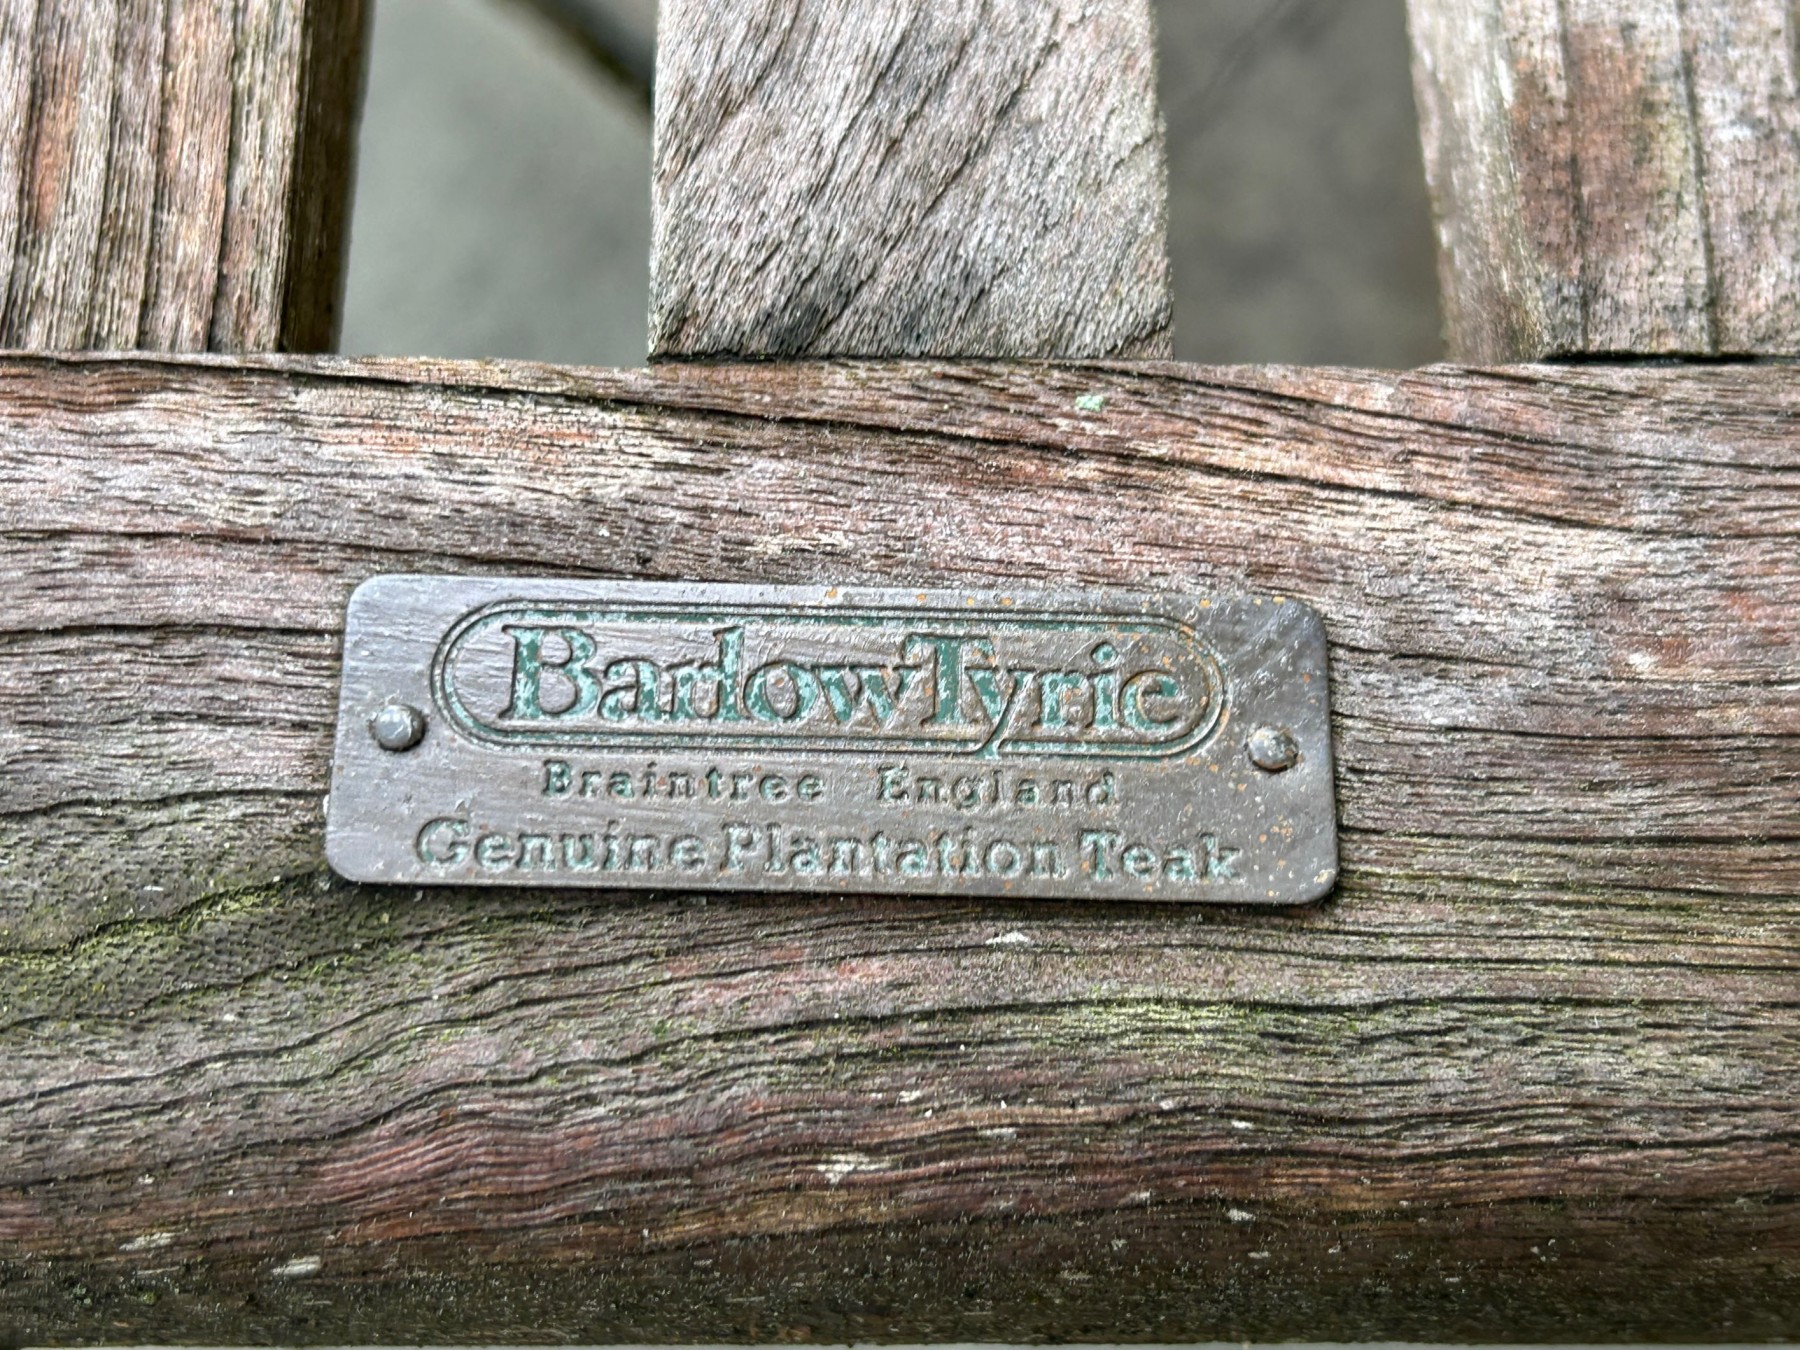 BarlowTyrie
Braintree England
Genuine Plantation Teak